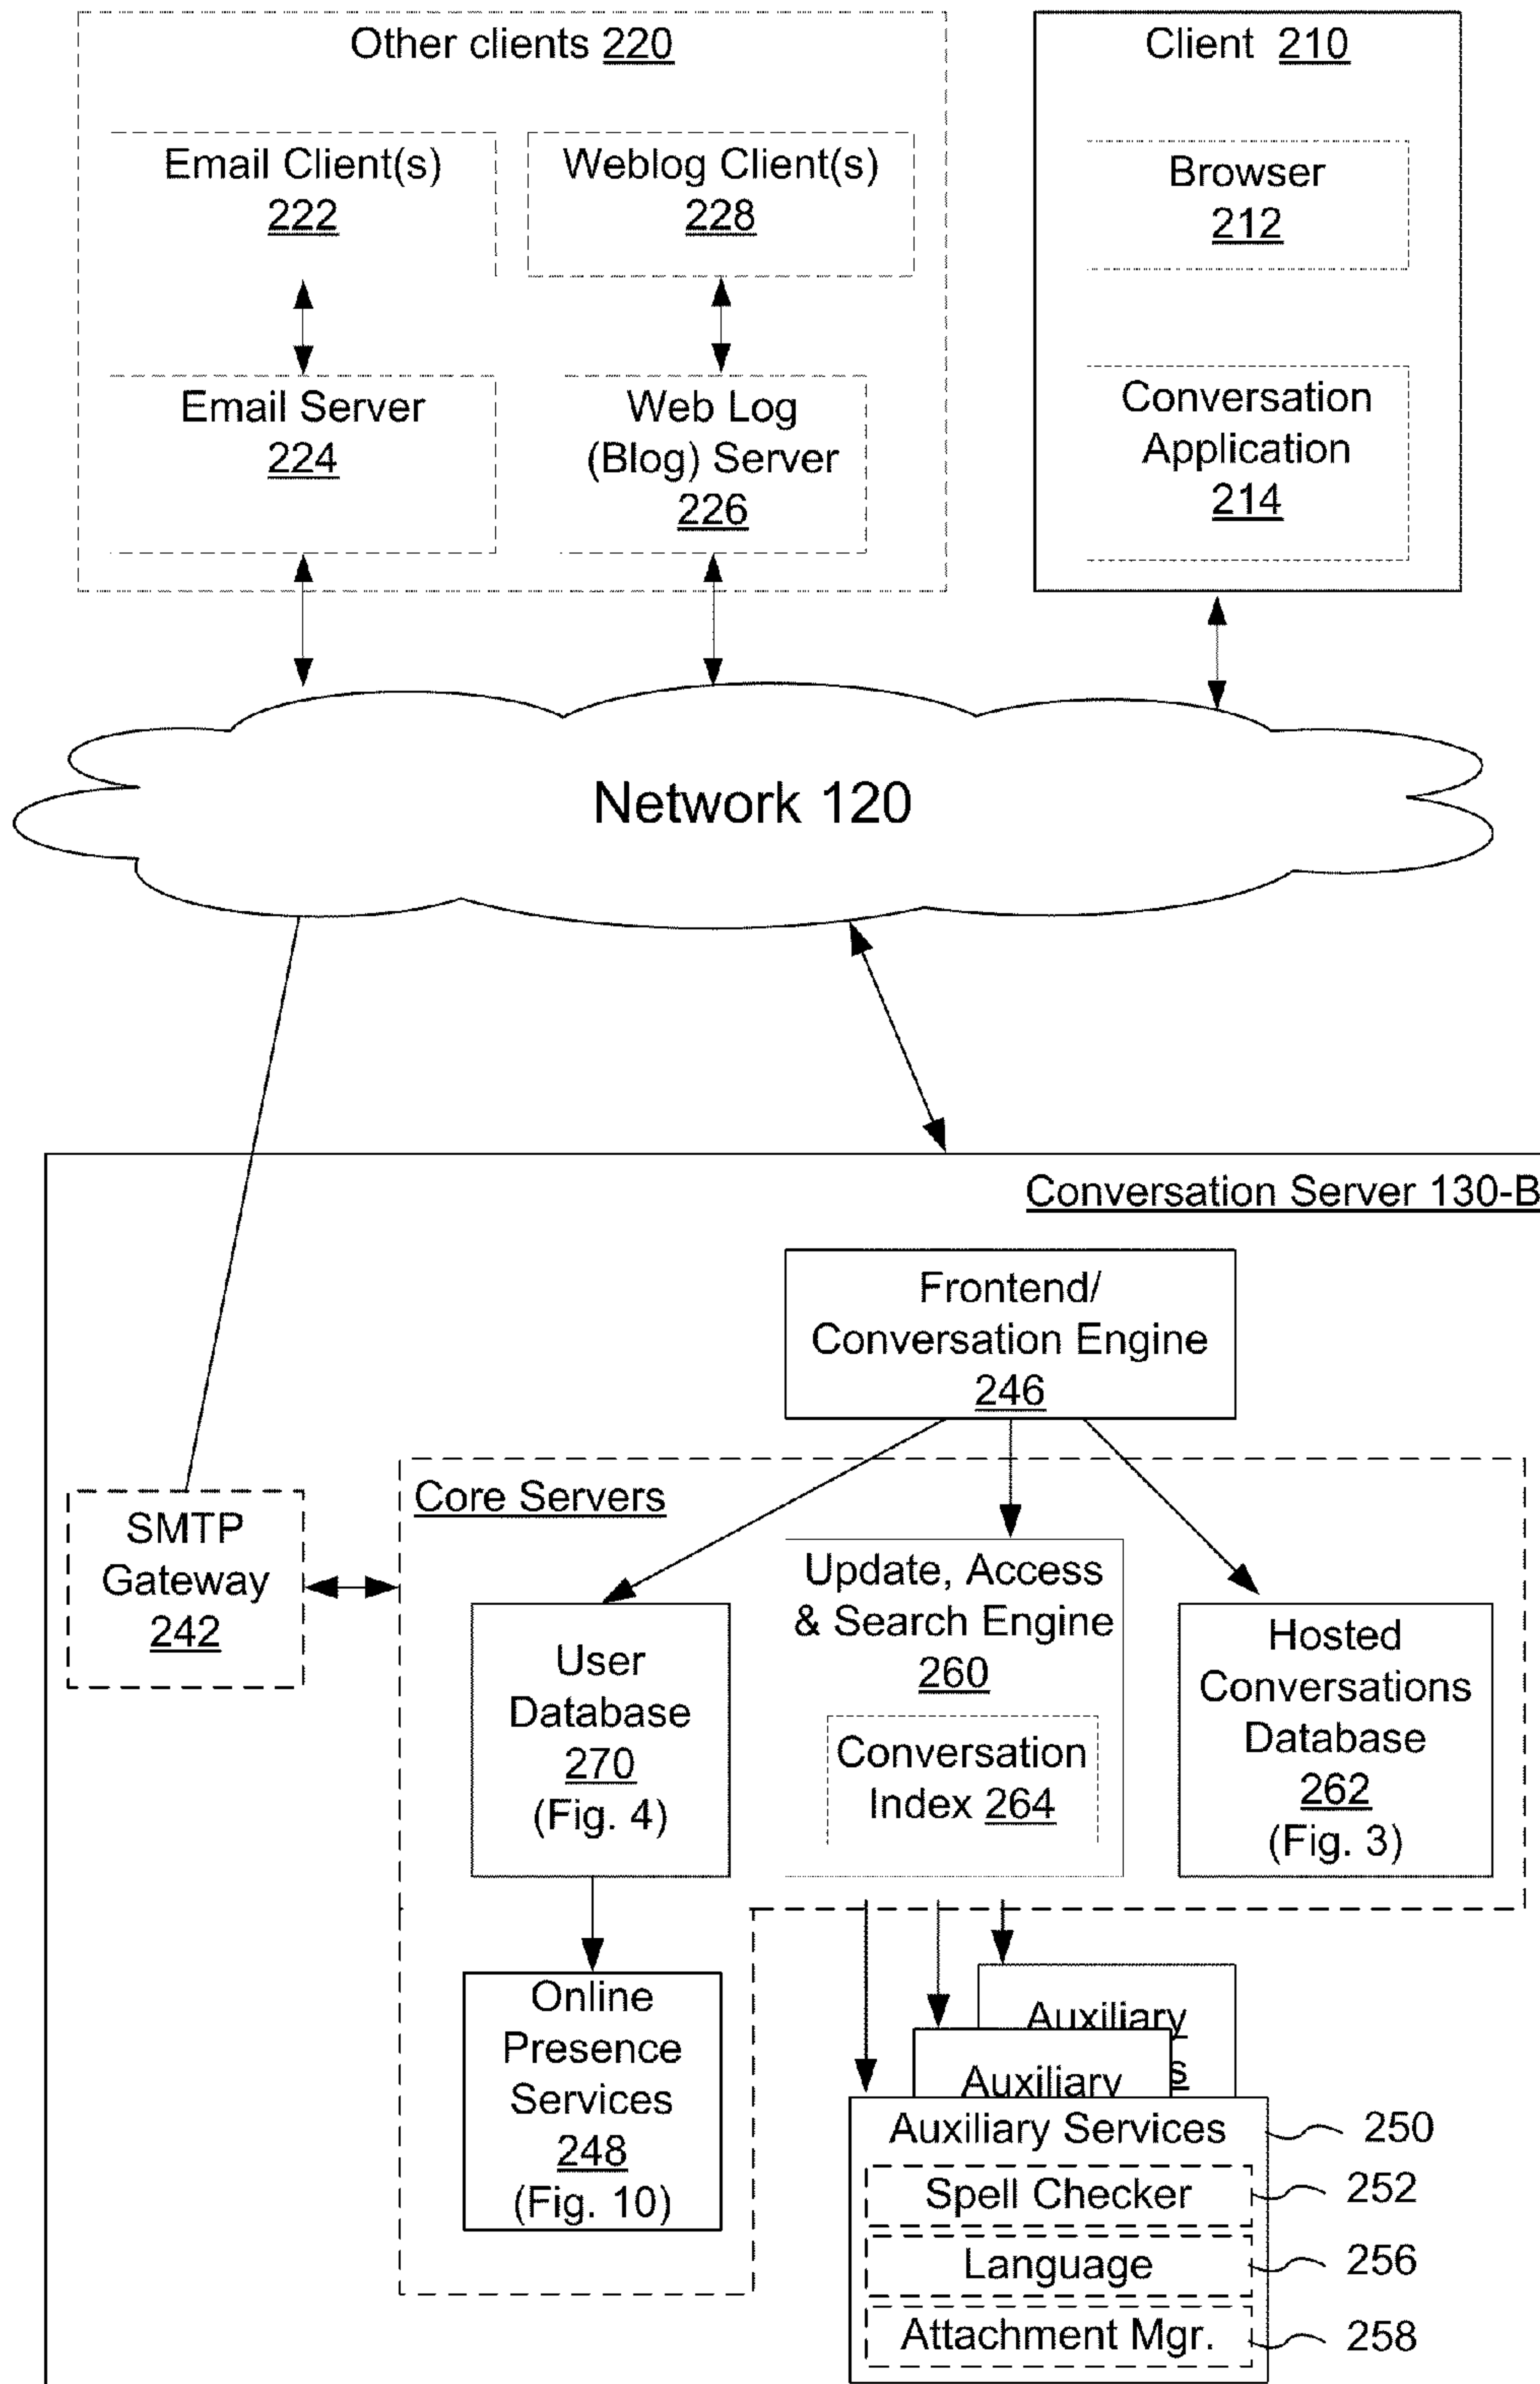 Other clients 220
Email Client(s)
222
Weblog Client(s)
228
Email Server
224
Web Log
(Blog) Server
226
Client 210
Browser
212
Conversation
Application
214
Network 120
Conversation Server 130-B
Frontend/
Conversation Engine
246
SMTP
Gateway
242
Core Servers
User
Database
270
(Fig. 4)
Update, Access
& Search Engine
260
Conversation
Index 264
Hosted
Conversations
Database
262
(Fig. 3)
Online
Presence
Services
248
(Fig. 10)
Auxiliary
s
Auxiliary
Auxiliary Services
250
Spell Checker
252
Language
256
Attachment Mgr.
258